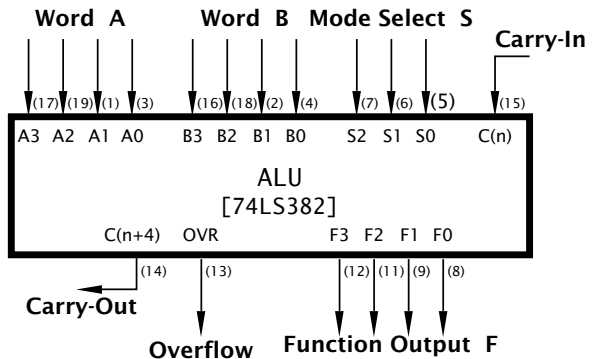 Word A Word B Mode Select S
Carry-In
(17) (19) (1) (3) (16) (18) (2) (4) (7) (6) (5) (15)
A3 A2 A1 A0 B3 B2 B1 B0 S2 S1 S0 C(n)
ALU
[74LS382]
C(n+4) OVR F3 F2 F1 F0
(14) (13) (12) (11) (9) (8)
Carry-Out
Overflow Function Output F